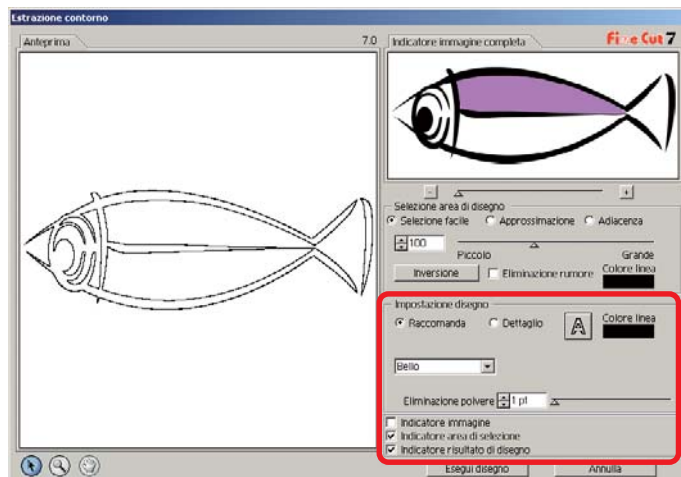 Estrazione contorno
Anteprima 7.0
Indicatore immagine completa
Fine Cut 7
- +
Selezione area di disegno
Selezione facile Approssimazione Adiacenza
100
Piccolo Grande
Inversione Eliminazione rumore Colore linea
Impostazione disegno
Raccomanda Dettaglio A Colore linea
Bello
Eliminazione polvere 1 pt
Indicatore immagine
Indicatore area di selezione
Indicatore risultato di disegno
Esegui disegno Annulla